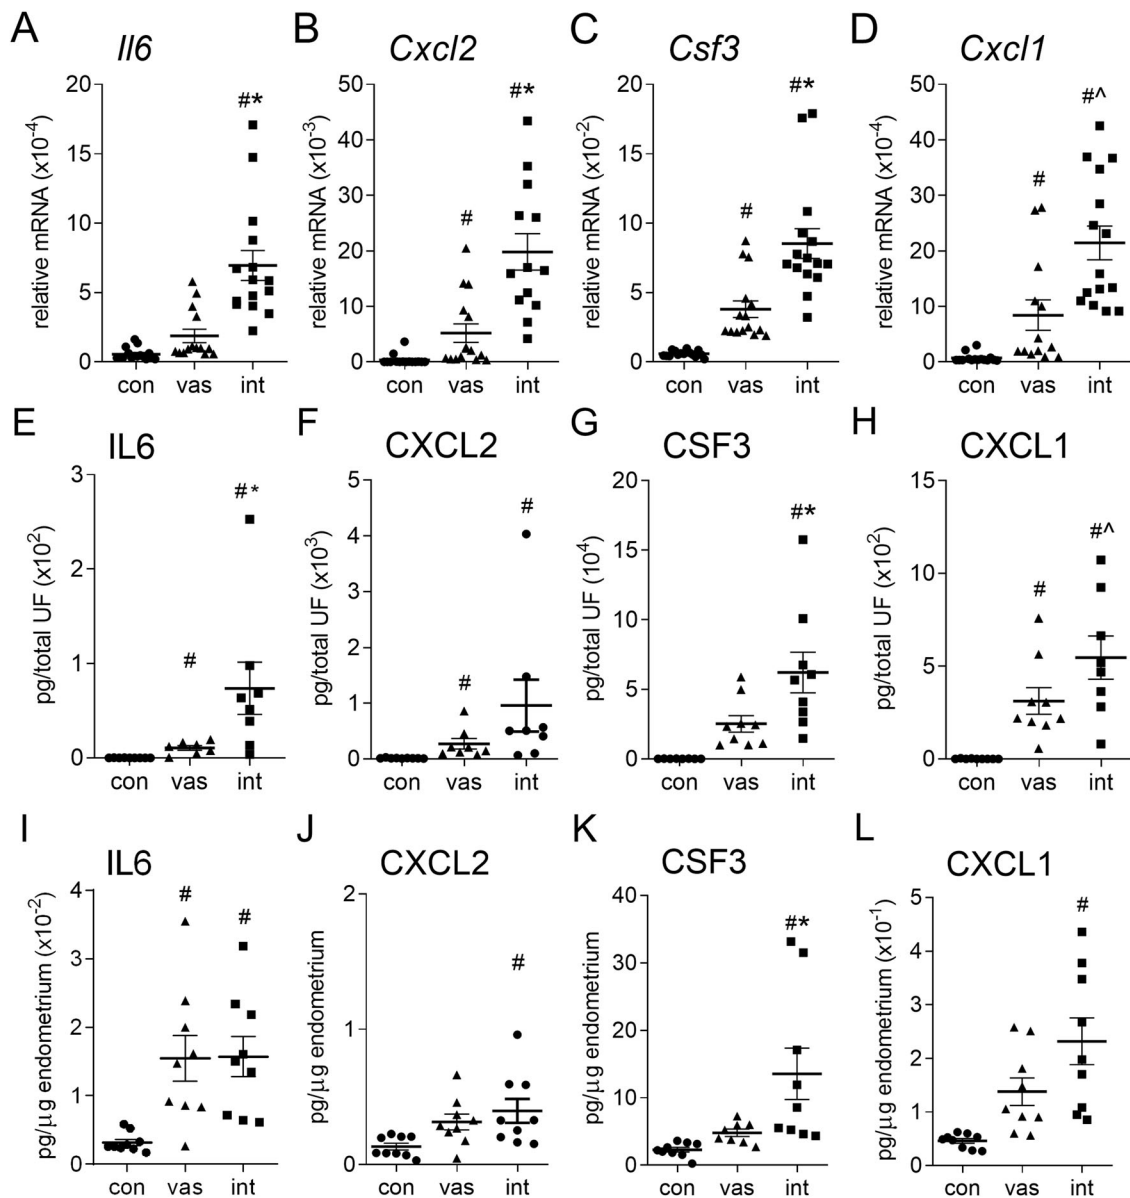 A
Il6
relative mRNA (x10-4)
20
15
10
5
0
#*
con vas int
B
Cxcl2
relative mRNA (x10-3)
50
40
30
20
10
0
#
#*
con vas int
C
Csf3
relative mRNA (x10-2)
20
15
10
5
0
#
#*
con vas int
D
Cxcl1
relative mRNA (x10-4)
50
40
30
20
10
0
#
#^
con vas int
E
IL6
pg/total UF (x102)
3
2
1
0
#
#*
con vas int
F
CXCL2
pg/total UF (x103)
5
4
3
2
1
0
#
#
con vas int
G
CSF3
pg/total UF (104)
20
15
10
5
0
#*
con vas int
H
CXCL1
pg/total UF (x102)
15
10
5
0
#
#^
con vas int
I
IL6
pg/μg endometrium (x10-2)
4
3
2
1
0
#
#
con vas int
J
CXCL2
pg/μg endometrium
2
1
0
#
con vas int
K
CSF3
pg/μg endometrium
40
30
20
10
0
#*
con vas int
L
CXCL1
pg/μg endometrium (x10-1)
5
4
3
2
1
0
#
con vas int